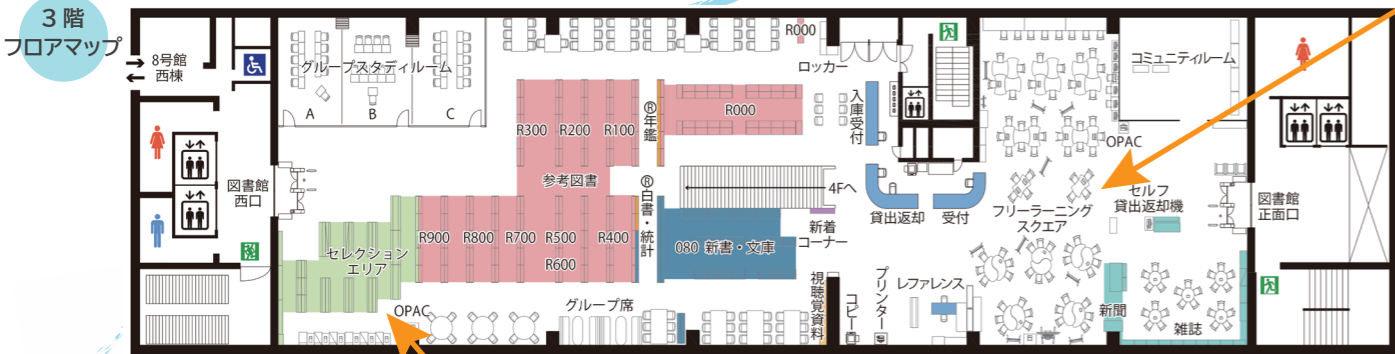 3階
フロアマップ
8号館
西棟
グループスタディルーム
A
B
C
R000
ロッカー
コミュニティルーム
R300
R200
R100
Ⓡ年鑑
R000
入庫受付
OPAC
図書館
西口
参考図書
Ⓡ白書・統計
4Fへ
新着
コーナー
貸出返却
受付
フリーラーニング
スクエア
セルフ
貸出返却機
図書館
正面口
セレクション
エリア
R900
R800
R700
R500
R400
R600
080 新書・文庫
OPAC
グループ席
視聴覚資料
コピー
プリンター
レファレンス
新聞
雑誌